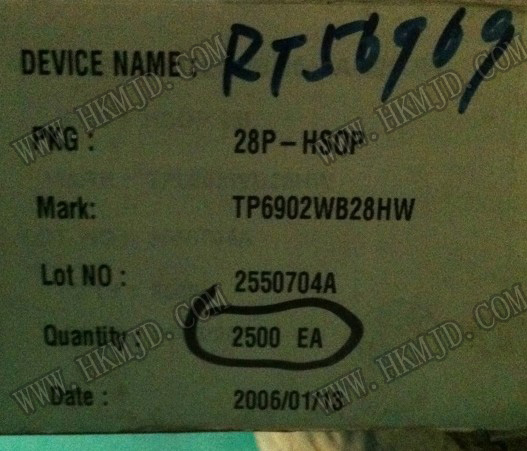 DEVICE NAME: RT56969
PKG: 28P-HSOP
Mark: TP6902WB28HW
Lot NO: 2550704A
Quantity: 2500 EA
Date: 2006/01/18
WWW.HKMJD.COM
WWW.HKMJD.COM
WWW.HKMJD.COM
WWW.HKMJD.COM